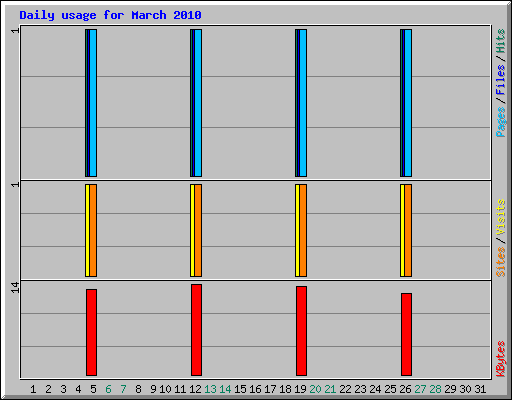 Daily usage for March 2010
1
Pages / Files / Hits
1
Sites / Visits
14
KBytes
1 2 3 4 5 6 7 8 9 10 11 12 13 14 15 16 17 18 19 20 21 22 23 24 25 26 27 28 29 30 31